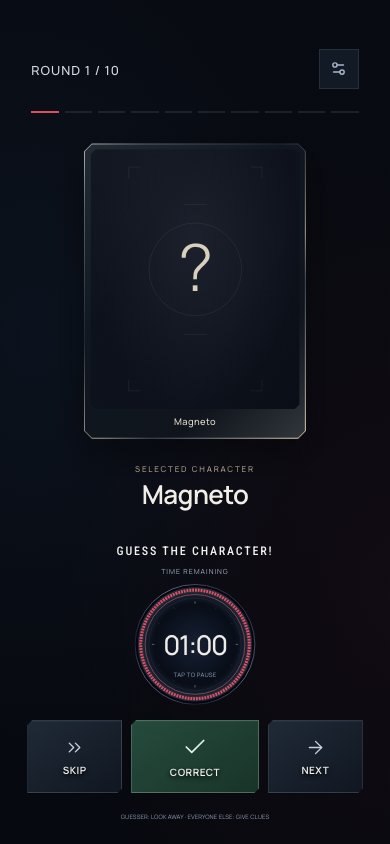 ROUND 1 / 10
?
Magneto
SELECTED CHARACTER
Magneto
GUESS THE CHARACTER!
TIME REMAINING
01:00
TAP TO PAUSE
SKIP
CORRECT
NEXT
GUESSER: LOOK AWAY · EVERYONE ELSE: GIVE CLUES